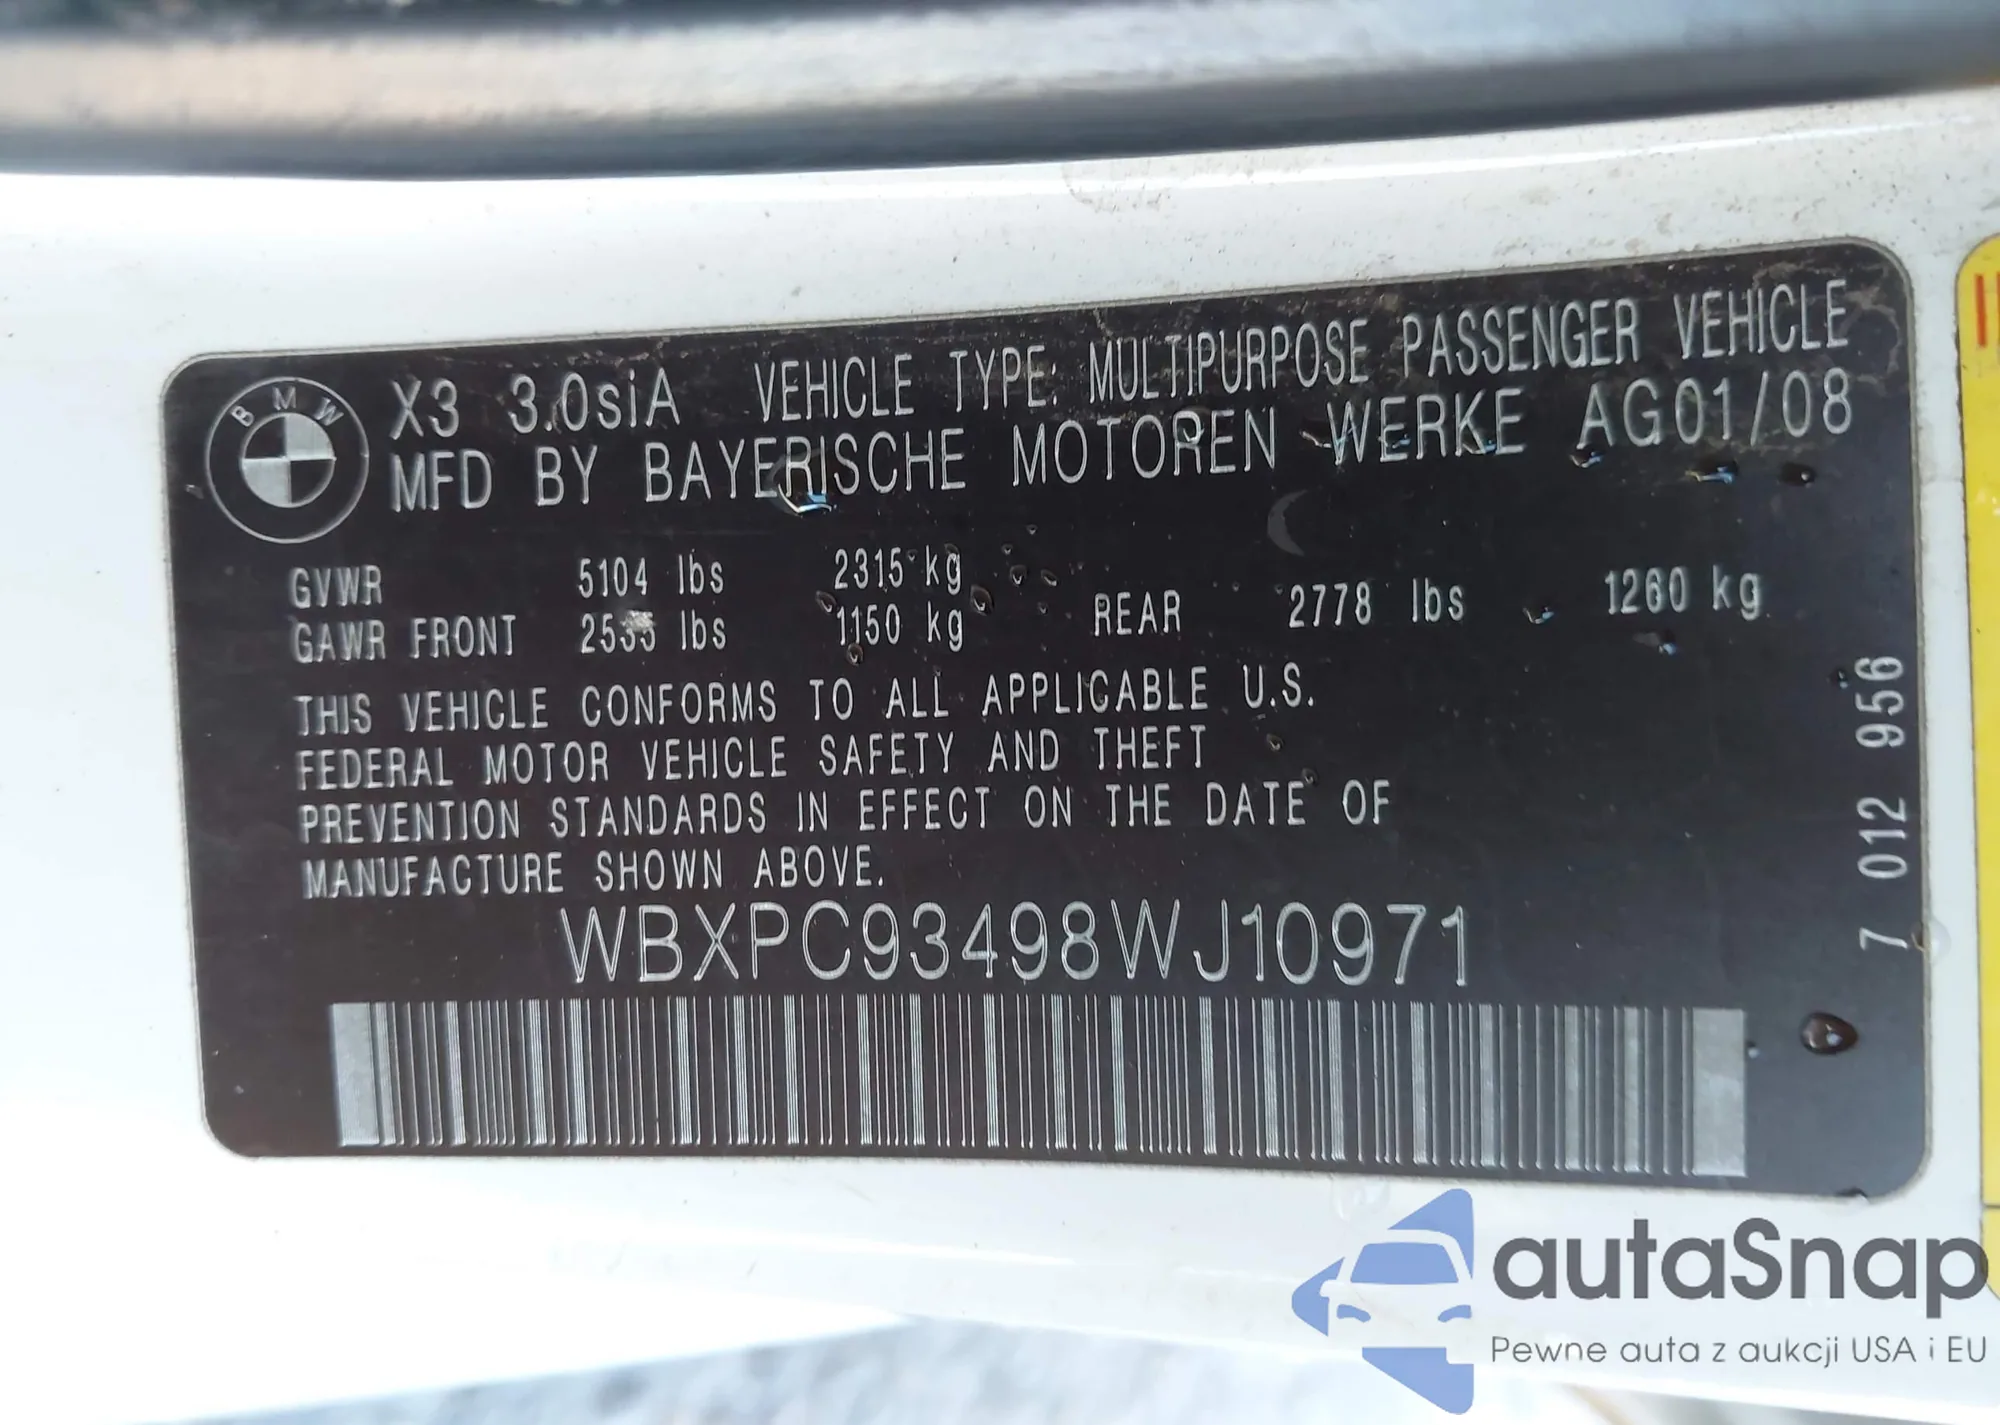 BMW
X3 3.0siA VEHICLE TYPE: MULTIPURPOSE PASSENGER VEHICLE
MFD BY BAYERISCHE MOTOREN WERKE AG01/08
GVWR 5104 lbs 2315 kg
GAWR FRONT 2535 lbs 1150 kg REAR 2778 lbs 1260 kg
THIS VEHICLE CONFORMS TO ALL APPLICABLE U.S.
FEDERAL MOTOR VEHICLE SAFETY AND THEFT
PREVENTION STANDARDS IN EFFECT ON THE DATE OF
MANUFACTURE SHOWN ABOVE.
WBXPC93498WJ10971
7 012 956
autaSnap
Pewne auta z aukcji USA i EU